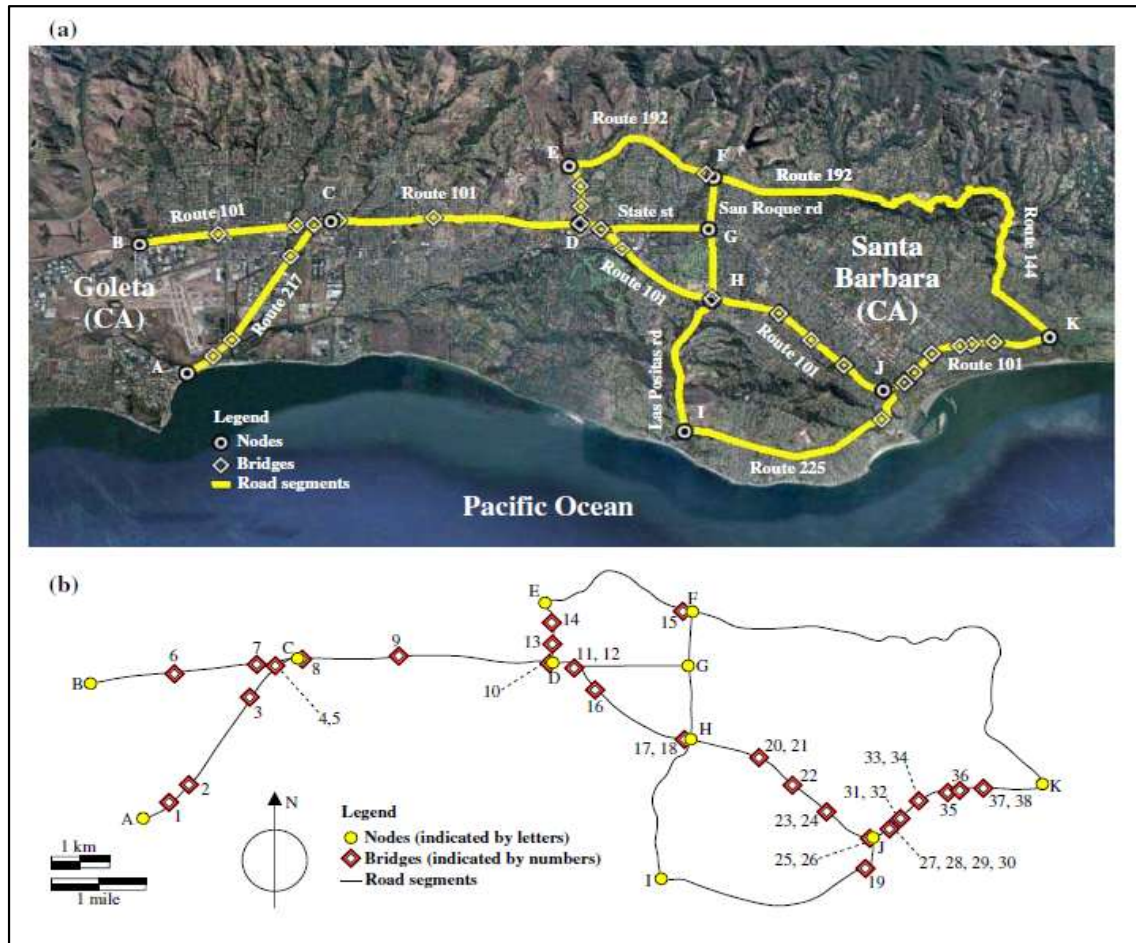 (a)
Route 192
E
F
Route 192
Route 101
C
Route 101
State st
San Roque rd
B
D
G
Route 144
Goleta
(CA)
Route 217
Route 101
H
Santa
Barbara
(CA)
Las Positas rd
Route 101
J
K
Route 101
A
I
Legend
Nodes
Bridges
Road segments
Route 225
Pacific Ocean
(b)
E
F
14
15
13
6
7
C
9
11, 12
G
B
8
10
D
16
3
4,5
17, 18
H
20, 21
33, 34
22
36
31, 32
K
2
N
A
1
23, 24
35
37, 38
1 km
Legend
Nodes (indicated by letters)
Bridges (indicated by numbers)
Road segments
J
25, 26
27, 28, 29, 30
1 mile
I
19